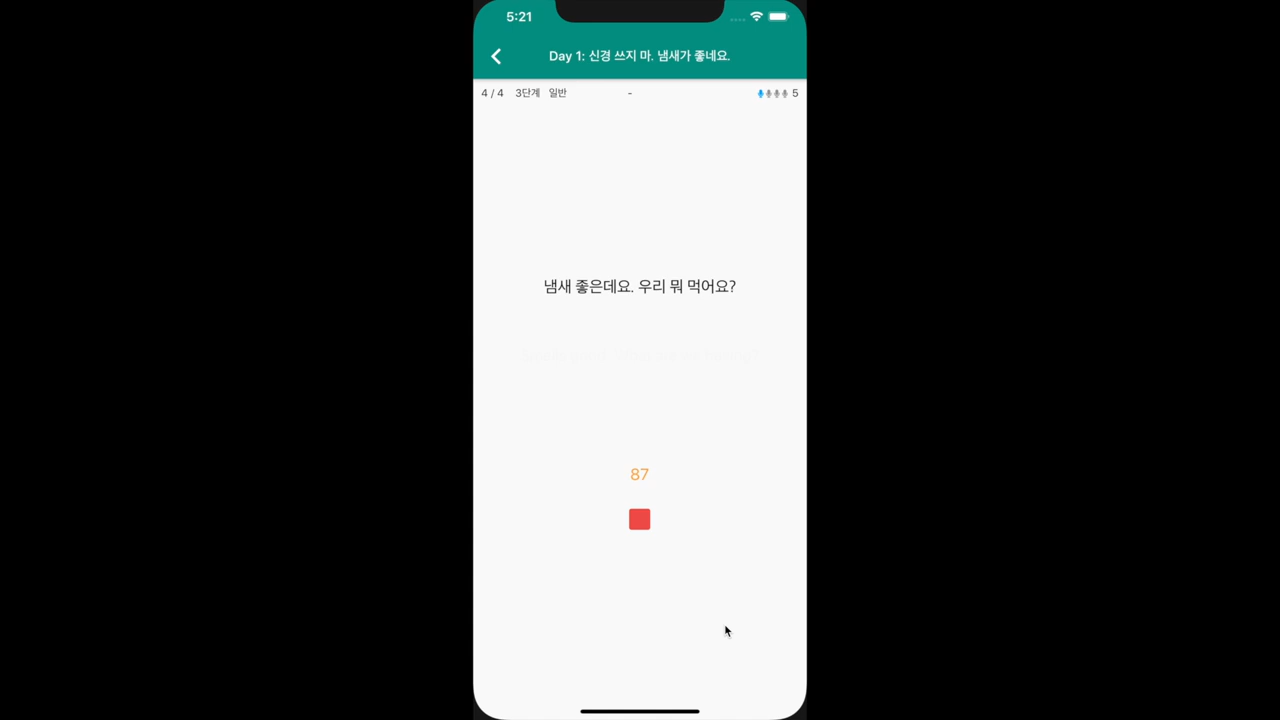 5:21
Day 1: 신경 쓰지 마. 냄새가 좋네요.
4 / 4 3단계 일반 - 5
냄새 좋은데요. 우리 뭐 먹어요?
87